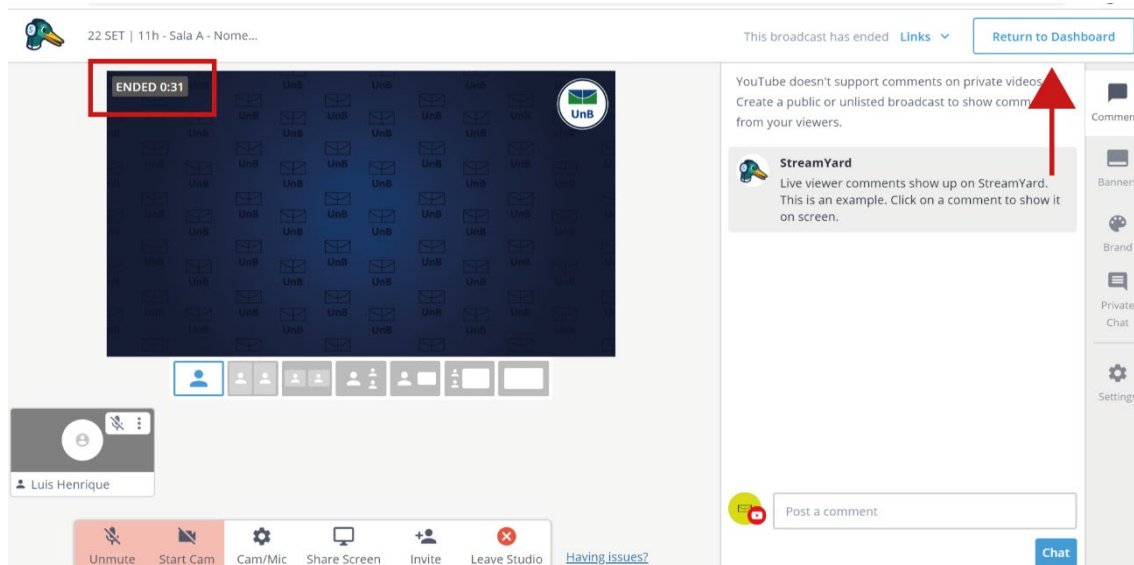 22 SET | 11h - Sala A - Nome...
This broadcast has ended
Links
Return to Dashboard
ENDED 0:31
UnB
YouTube doesn't support comments on private videos
Create a public or unlisted broadcast to show comm
from your viewers.
StreamYard
Live viewer comments show up on StreamYard.
This is an example. Click on a comment to show it
on screen.
Commen
Banner
Brand
Private
Chat
Setting
Luis Henrique
Unmute
Start Cam
Cam/Mic
Share Screen
Invite
Leave Studio
Having issues?
Post a comment
Chat